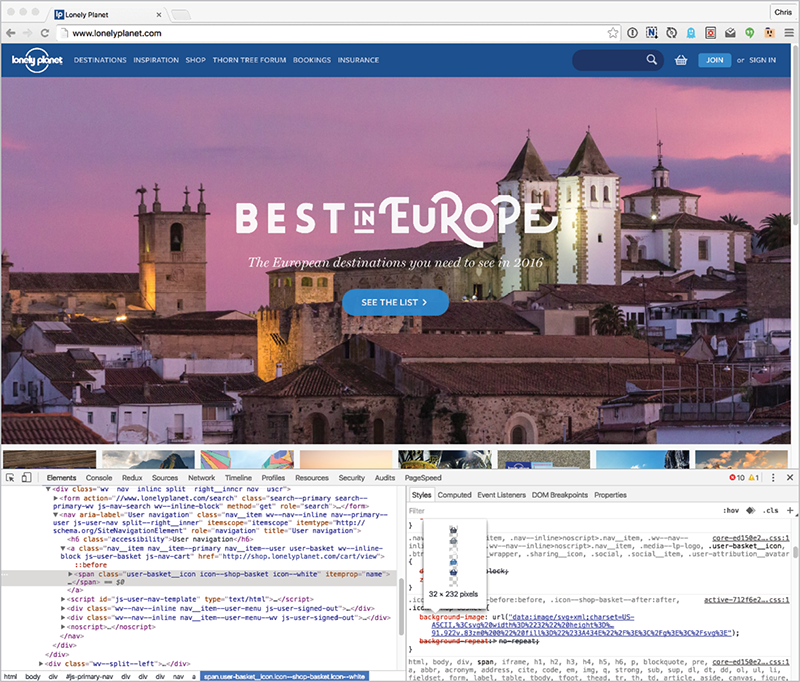 Lonely Planet
Chris
www.lonelyplanet.com
lonely planet DESTINATIONS INSPIRATION SHOP THORN TREE FORUM BOOKINGS INSURANCE JOIN or SIGN IN
BEST IN EUROPE
The European destinations you need to see in 2016
SEE THE LIST >
Elements Console Redux Sources Network Timeline Profiles Resources Security Audits PageSpeed 10 1
▼<form action="//www.lonelyplanet.com/search" class="search--primary search--
primary wv-nav-search wv--inline-block" method="get" role="search">…</form>
▼<nav aria-label="User navigation" class="nav__item wv--nav--inline nav--primary--
user js-user-nav split--right__inner" itemscope="itemscope" itemtype="http://
schema.org/SiteNavigationElement" role="navigation" title="User navigation">
<h6 class="accessibility">User navigation</h6>
▼<a class="nav__item nav__item--primary nav__item--user user-basket wv--inline-
block js-user-basket js-nav-cart" href="http://shop.lonelyplanet.com/cart/view">
::before
▶<span class="user-basket__icon icon--shop-basket icon--white" itemprop="name">
…</span> == $0
</a>
▶<script id="js-user-nav-template" type="text/html">…</script>
▶<div class="wv--nav--inline nav__item--user-menu js-user-signed-out">…</div>
▶<div class="wv--nav--inline nav__item--user-menu js-user-signed-in">…</div>
▶<noscript>…</noscript>
</nav>
</div>
</div>
▶<div class="wv--split--left">…</div>
html body div #js-primary-nav div div div nav a span.user-basket__icon.icon--shop-basket.icon--white
Styles Computed Event Listeners DOM Breakpoints Properties
Filter :hov .cls +
core-ed150e2...css:1
32 × 232 pixels
active-712f6e2...css:1
background-image: url("data:image/svg+xml;charset=US-
ASCII,%3Csvg%20width%3D%2232%22%20height%3D%…
91.922v.83zm0%200%22%20fill%3D%22%233A434E%22%2F%3E%3C%2Fg%3E%3C%2Fsvg%3E");
background-repeat: no-repeat;
}
html, body, div, span, iframe, h1, h2, h3, h4, h5, h6, p, blockquote, pre, core-ed150e2...css:1
a, abbr, acronym, address, cite, code, em, img, q, strong, sub, sup, dl, dt, dd, ol, ul, li,
fieldset, form, label, table, tbody, tfoot, thead, tr, th, td, article, aside, canvas, figure,